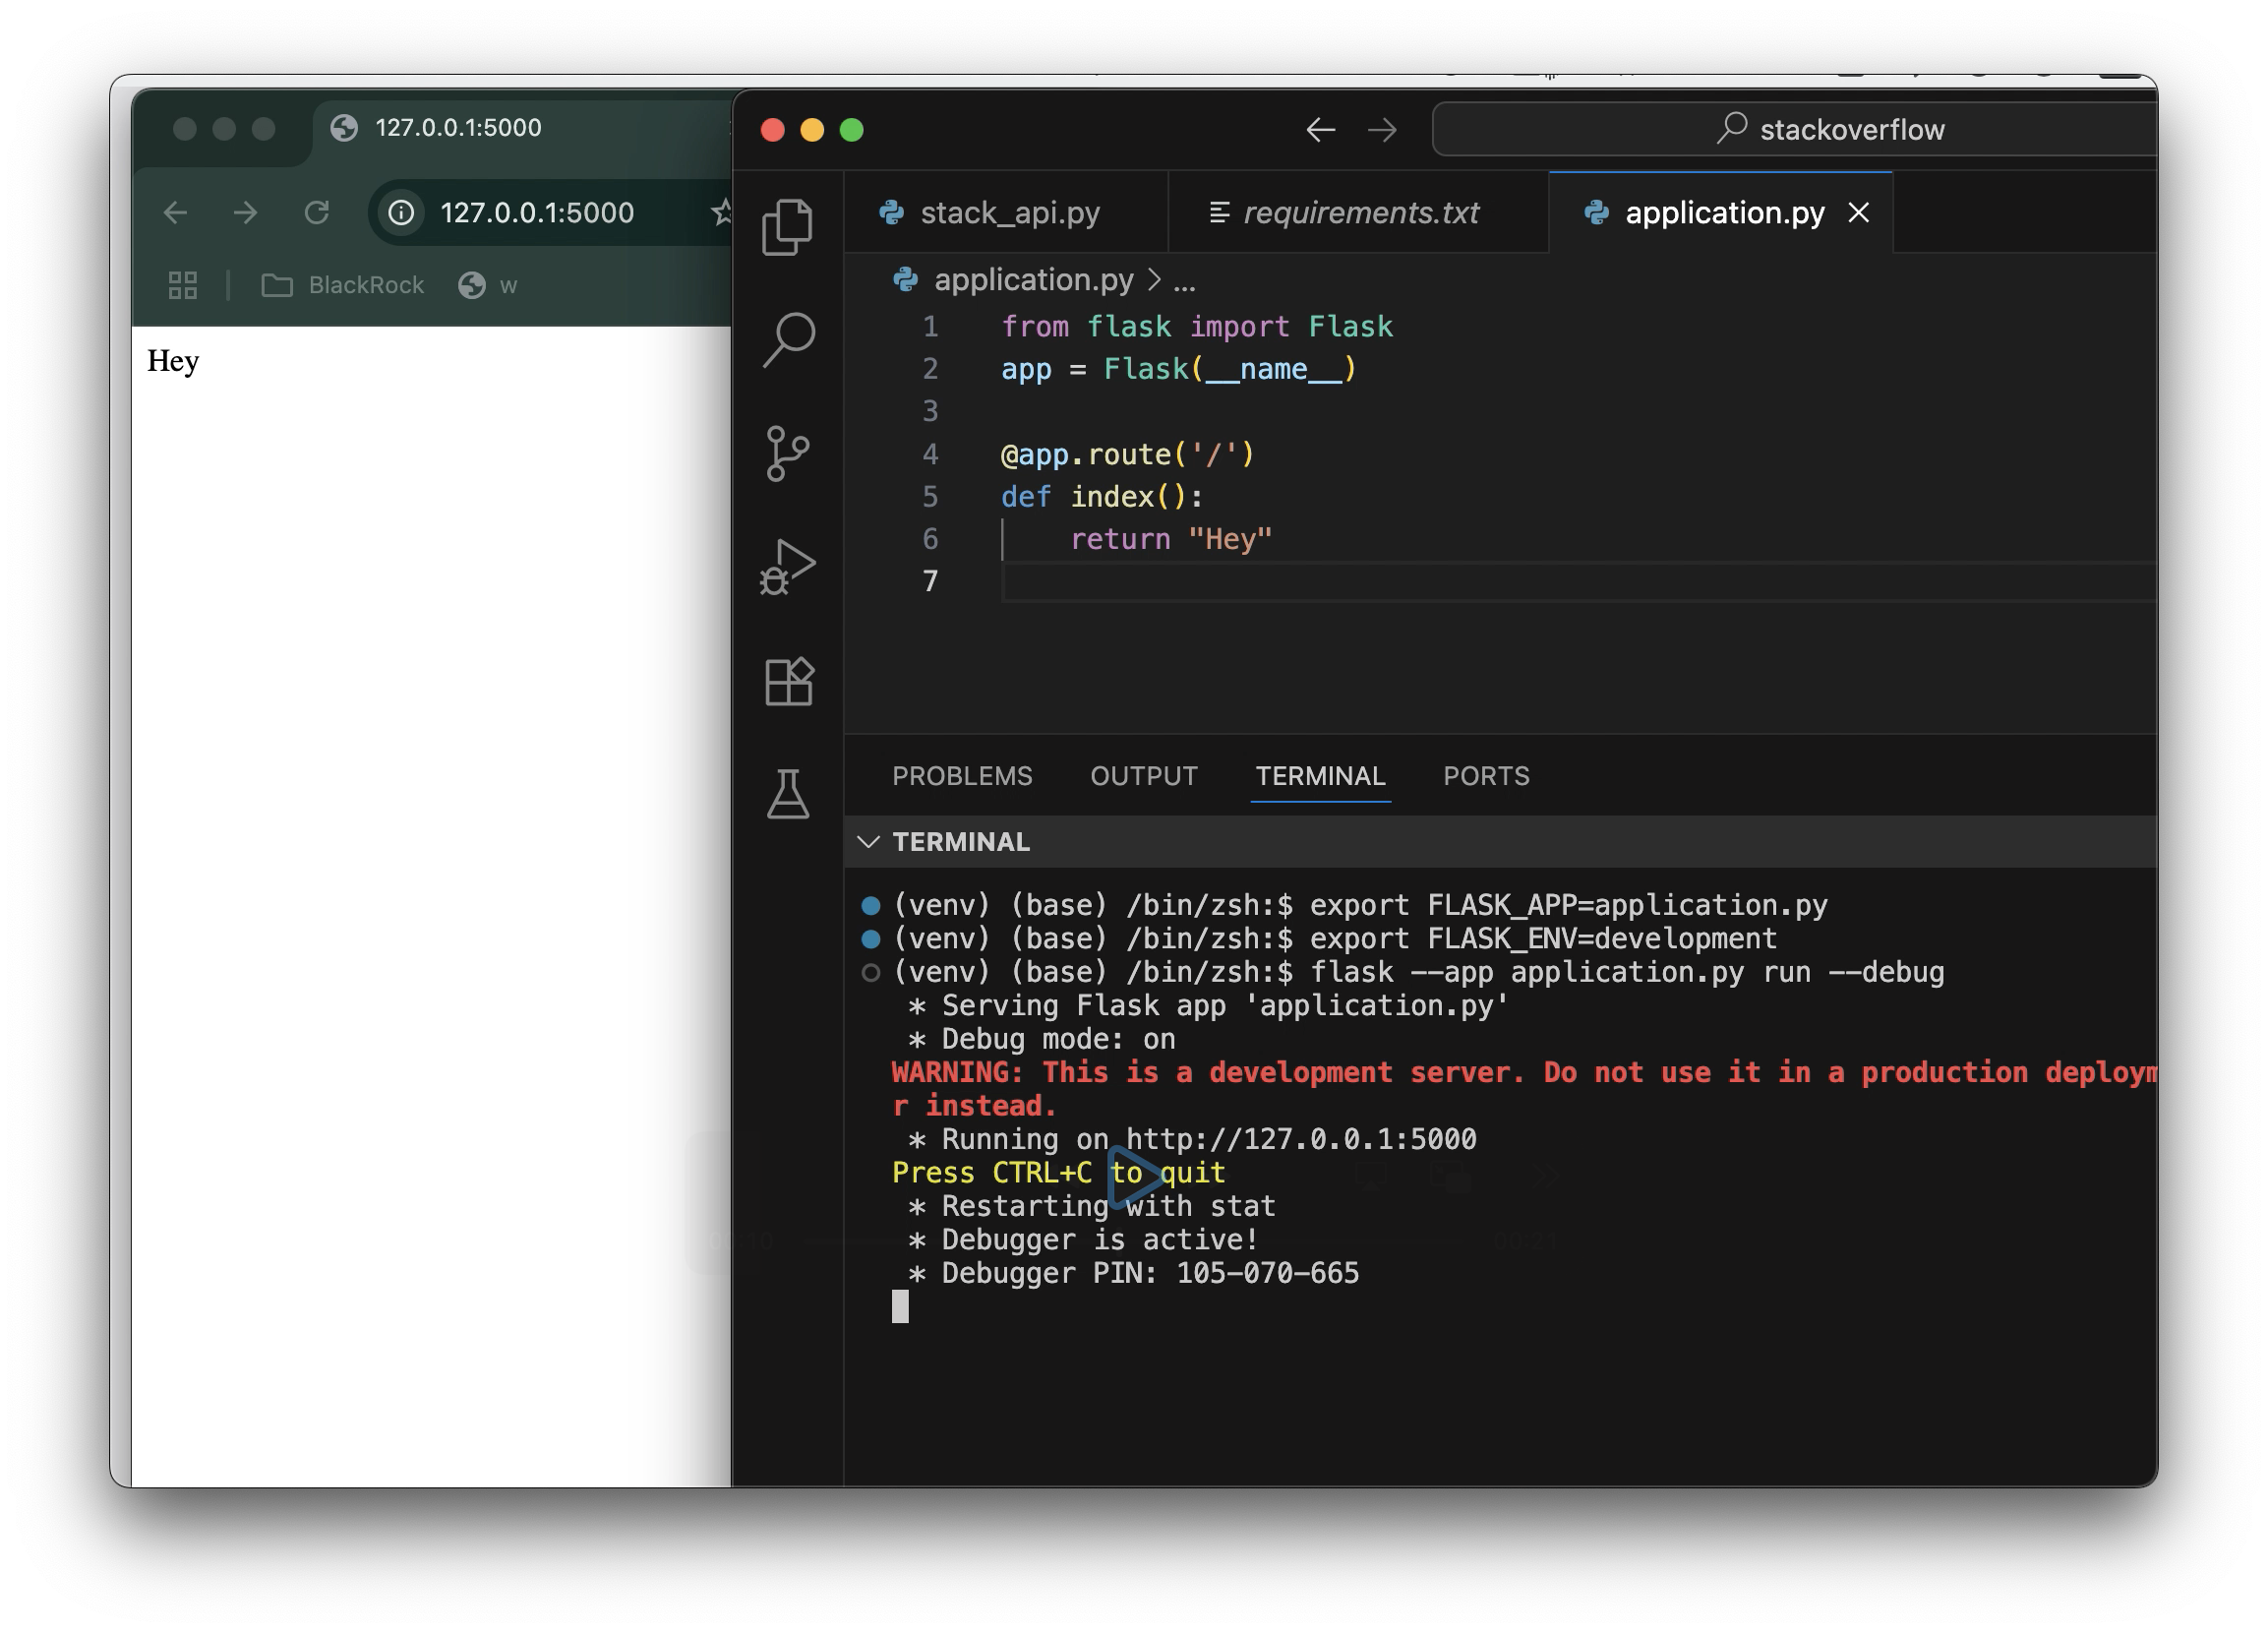 127.0.0.1:5000
127.0.0.1:5000
BlackRock w
Hey
stackoverflow
stack_api.py requirements.txt application.py
application.py > ...
1 from flask import Flask
2 app = Flask(__name__)
3
4 @app.route('/')
5 def index():
6 return "Hey"
7
PROBLEMS OUTPUT TERMINAL PORTS
TERMINAL
(venv) (base) /bin/zsh:$ export FLASK_APP=application.py
(venv) (base) /bin/zsh:$ export FLASK_ENV=development
(venv) (base) /bin/zsh:$ flask --app application.py run --debug
* Serving Flask app 'application.py'
* Debug mode: on
WARNING: This is a development server. Do not use it in a production deploym
r instead.
* Running on http://127.0.0.1:5000
Press CTRL+C to quit
* Restarting with stat
* Debugger is active!
* Debugger PIN: 105-070-665